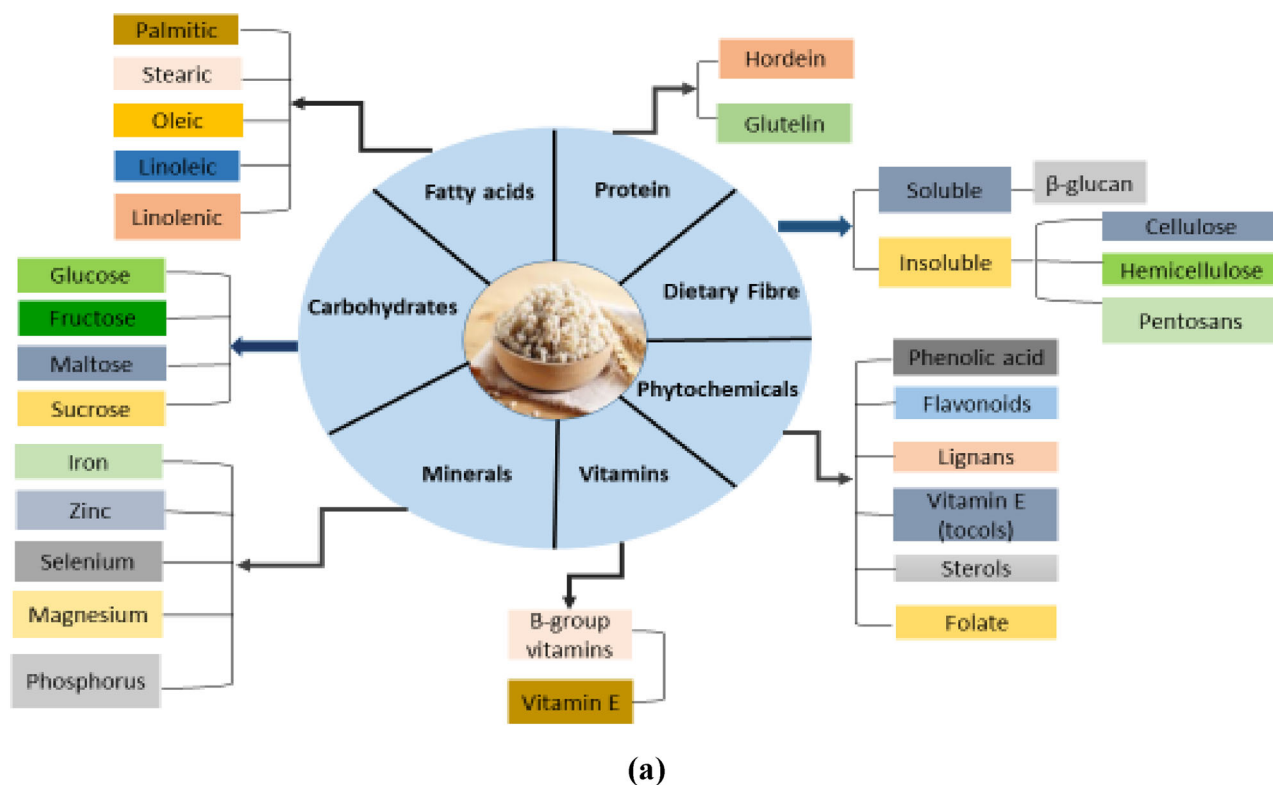 Palmitic
Stearic
Oleic
Linoleic
Linolenic
Hordein
Glutelin
Fatty acids
Protein
Soluble
β-glucan
Insoluble
Cellulose
Hemicellulose
Pentosans
Dietary Fibre
Carbohydrates
Glucose
Fructose
Maltose
Sucrose
Phytochemicals
Phenolic acid
Flavonoids
Lignans
Vitamin E
(tocols)
Sterols
Folate
Minerals
Vitamins
Iron
Zinc
Selenium
Magnesium
Phosphorus
B-group
vitamins
Vitamin E
(a)